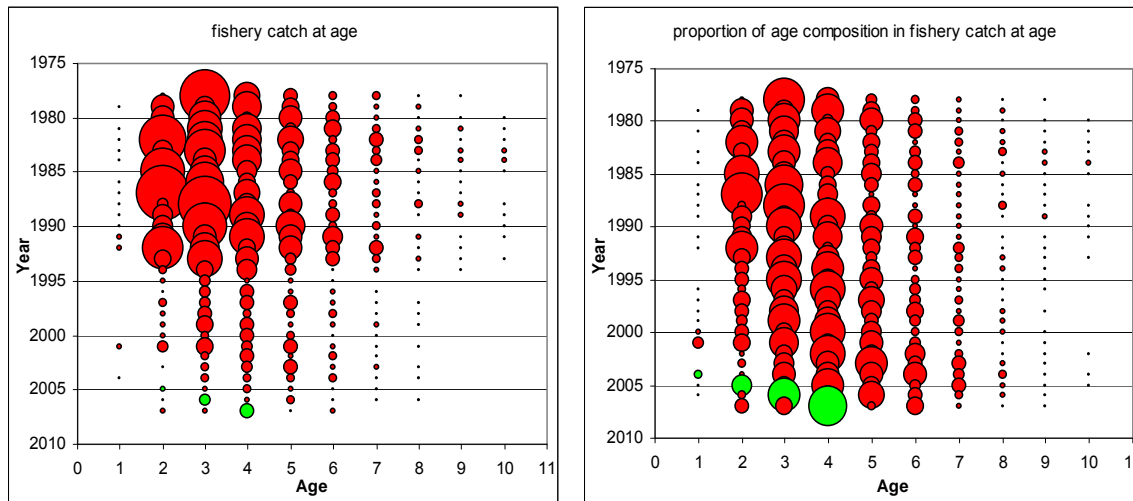 fishery catch at age
1975
1980
1985
1990
1995
2000
2005
2010
Year
0 1 2 3 4 5 6 7 8 9 10 11
Age
proportion of age composition in fishery catch at age
1975
1980
1985
1990
1995
2000
2005
2010
Year
0 1 2 3 4 5 6 7 8 9 10 1
Age